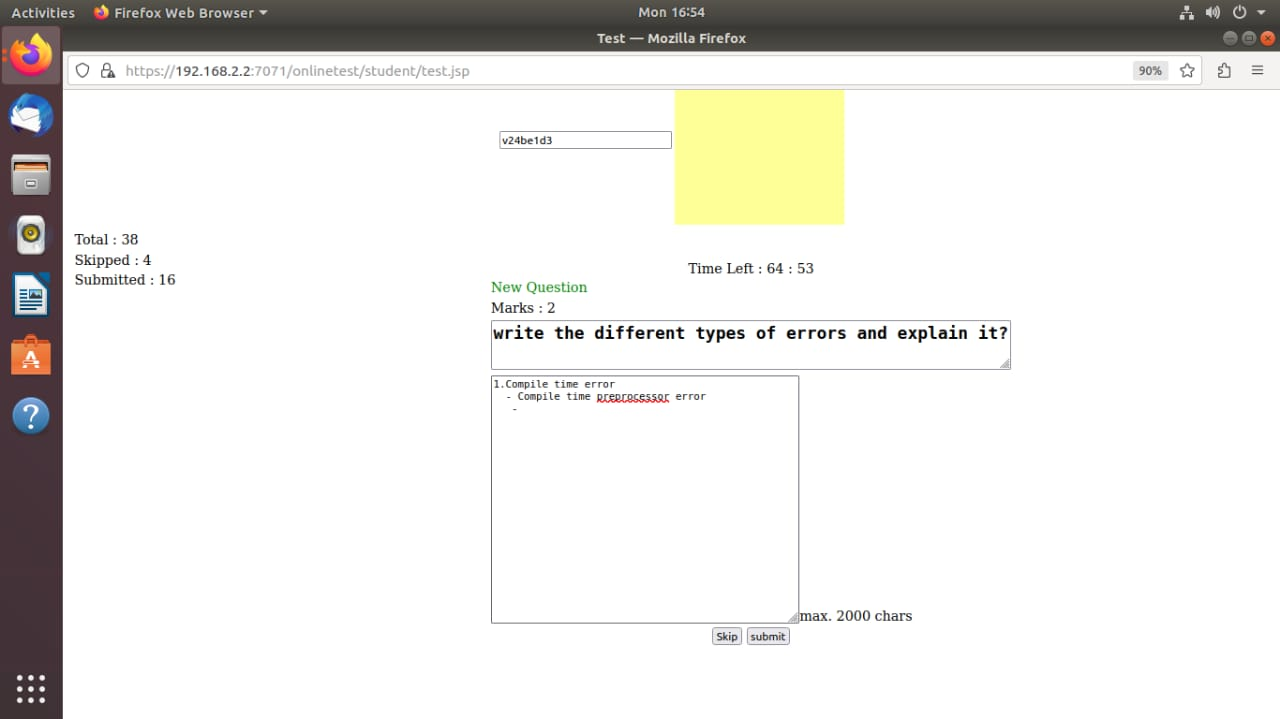 Activities
Firefox Web Browser
Mon 16:54
Test — Mozilla Firefox
https://192.168.2.2:7071/onlinetest/student/test.jsp
90%
v24be1d3
Total : 38
Skipped : 4
Submitted : 16
Time Left : 64 : 53
New Question
Marks : 2
write the different types of errors and explain it?
1.Compile time error
- Compile time preprocessor error
-
max. 2000 chars
Skip
submit